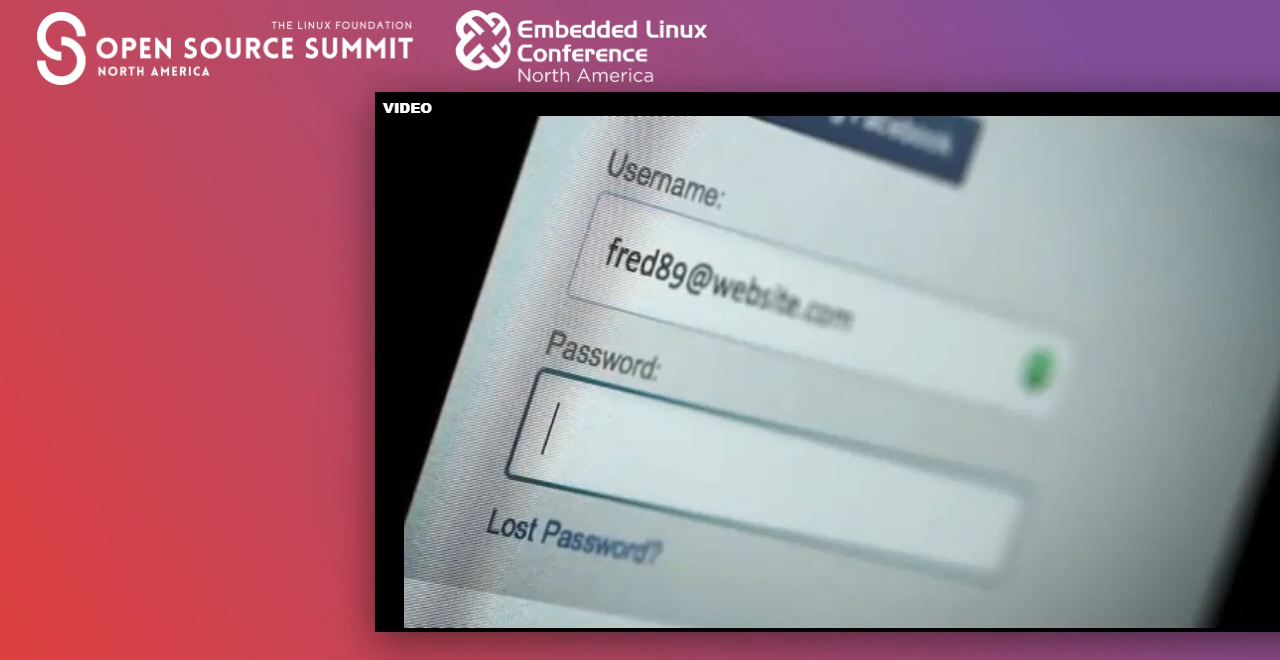 THE LINUX FOUNDATION
OPEN SOURCE SUMMIT
NORTH AMERICA
Embedded Linux
Conference
North America
VIDEO
Facebook
Username:
fred89@website.com
Password:
Lost Password?